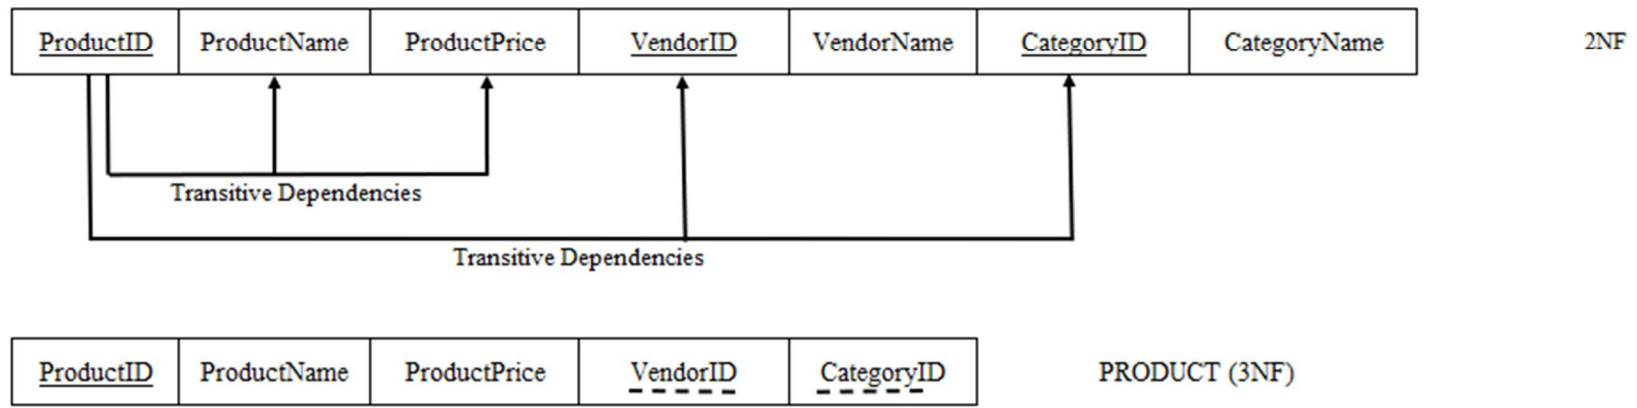 ProductID ProductName ProductPrice VendorID VendorName CategoryID CategoryName 2NF
Transitive Dependencies
Transitive Dependencies
ProductID ProductName ProductPrice VendorID CategoryID PRODUCT (3NF)